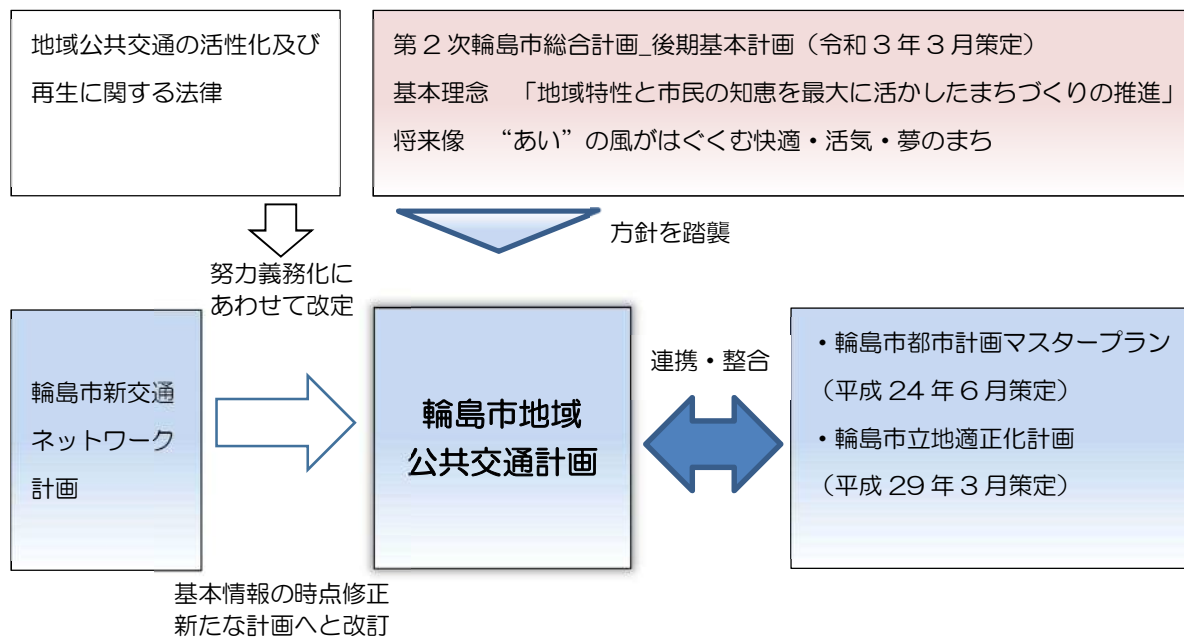 地域公共交通の活性化及び
再生に関する法律
第２次輪島市総合計画_後期基本計画（令和３年３月策定）
基本理念　「地域特性と市民の知恵を最大に活かしたまちづくりの推進」
将来像　“あい”の風がはぐくむ快適・活気・夢のまち
方針を踏襲
努力義務化に
あわせて改定
輪島市新交通
ネットワーク
計画
輪島市地域
公共交通計画
連携・整合
・輪島市都市計画マスタープラン
（平成 24 年６月策定）
・輪島市立地適正化計画
（平成 29 年３月策定）
基本情報の時点修正
新たな計画へと改訂